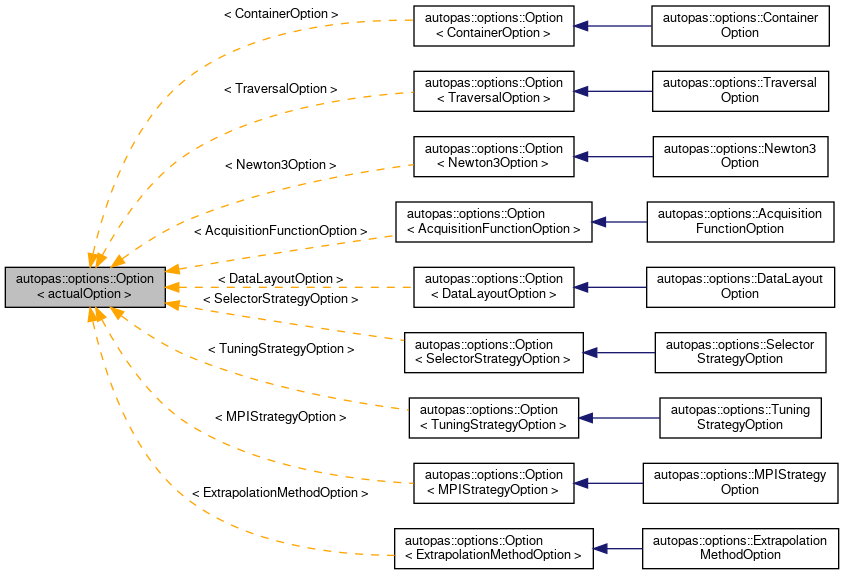 < ContainerOption >
autopas::options::Option
< ContainerOption >
autopas::options::Container
Option
< TraversalOption >
autopas::options::Option
< TraversalOption >
autopas::options::Traversal
Option
< Newton3Option >
autopas::options::Option
< Newton3Option >
autopas::options::Newton3
Option
< AcquisitionFunctionOption >
autopas::options::Option
< AcquisitionFunctionOption >
autopas::options::Acquisition
FunctionOption
autopas::options::Option
< actualOption >
< DataLayoutOption >
autopas::options::Option
< DataLayoutOption >
autopas::options::DataLayout
Option
< SelectorStrategyOption >
autopas::options::Option
< SelectorStrategyOption >
autopas::options::Selector
StrategyOption
< TuningStrategyOption >
autopas::options::Option
< TuningStrategyOption >
autopas::options::Tuning
StrategyOption
< MPIStrategyOption >
autopas::options::Option
< MPIStrategyOption >
autopas::options::MPIStrategy
Option
< ExtrapolationMethodOption >
autopas::options::Option
< ExtrapolationMethodOption >
autopas::options::Extrapolation
MethodOption